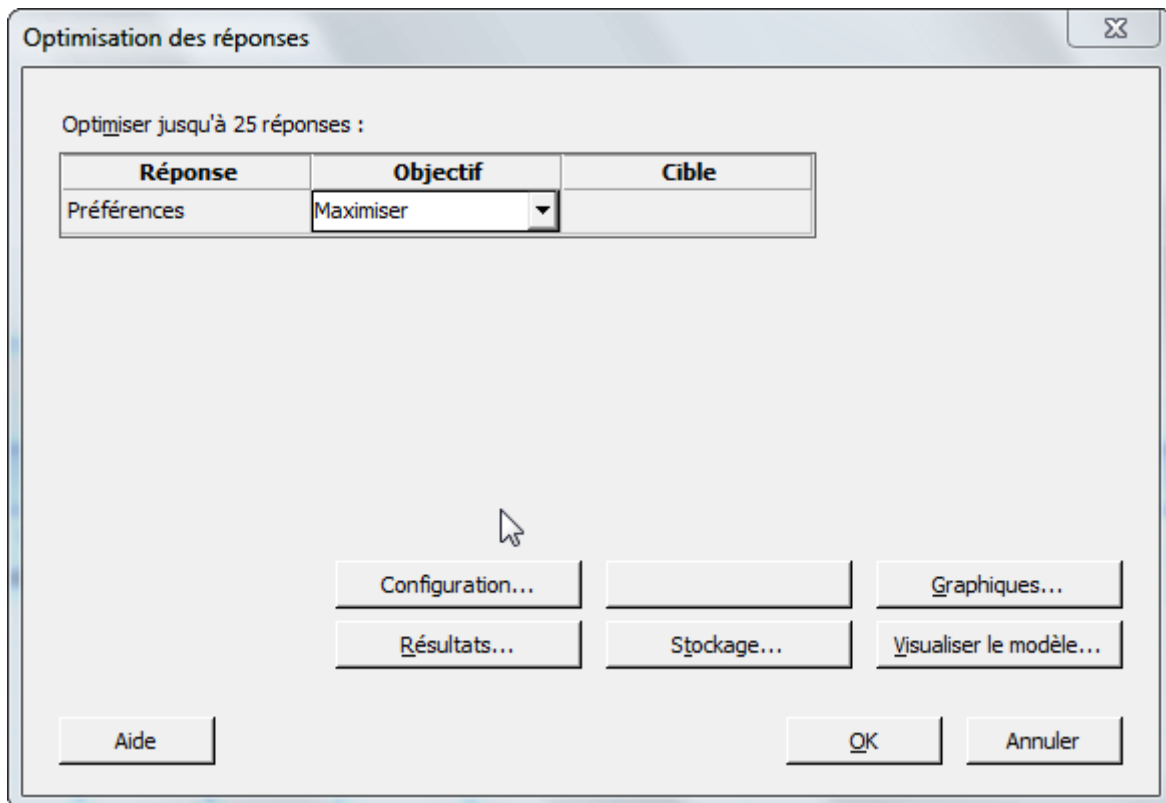 Optimisation des réponses
Optimiser jusqu'à 25 réponses :
Réponse Objectif Cible
Préférences Maximiser
Configuration... Graphiques...
Résultats... Stockage... Visualiser le modèle...
Aide OK Annuler